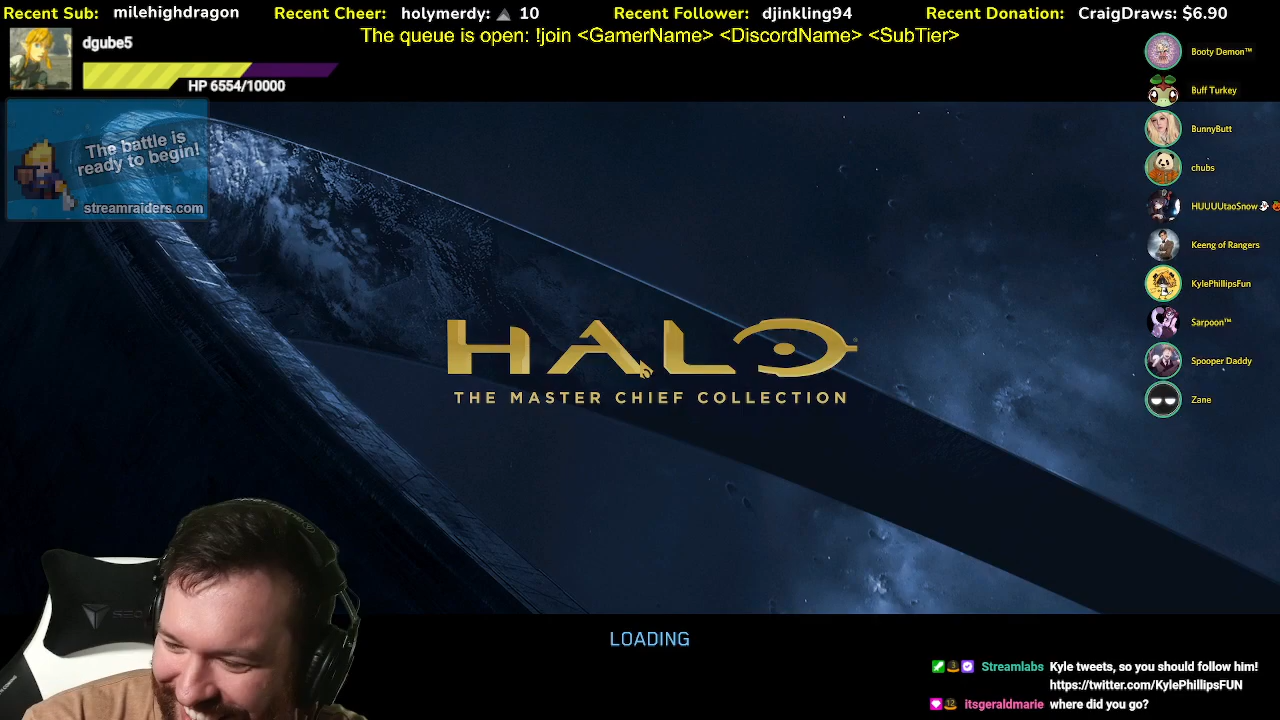 Recent Sub: milehighdragon Recent Cheer: holymerdy: 10 Recent Follower: djinkling94 Recent Donation: CraigDraws: $6.90
The queue is open: !join <GamerName> <DiscordName> <SubTier>
dgube5
HP 6554/10000
The battle is
ready to begin!
streamraiders.com
Booty Demon™
Buff Turkey
BunnyButt
chubs
HUUUUtaoSnow
Keeng of Rangers
KylePhillipsFun
Sarpoon™
Spooper Daddy
Zane
HALO
THE MASTER CHIEF COLLECTION
LOADING
Streamlabs Kyle tweets, so you should follow him!
https://twitter.com/KylePhillipsFUN
itsgeraldmarie where did you go?